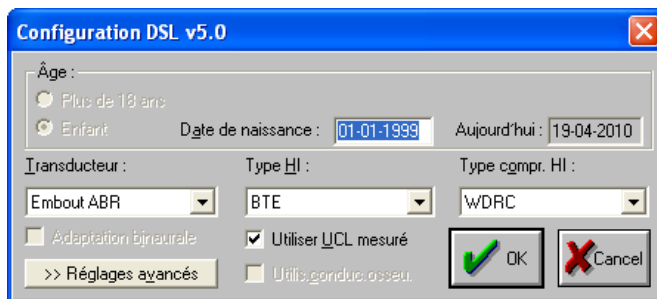 Configuration DSL v5.0
Âge :
Plus de 18 ans
Enfant Date de naissance : 01-01-1999 Aujourd'hui : 19-04-2010
Transducteur : Type HI : Type compr. HI :
Embout ABR BTE WDRC
Adaptation binaurale Utiliser UCL mesuré OK Cancel
>> Réglages avancés Utilis.conduc.osseu.